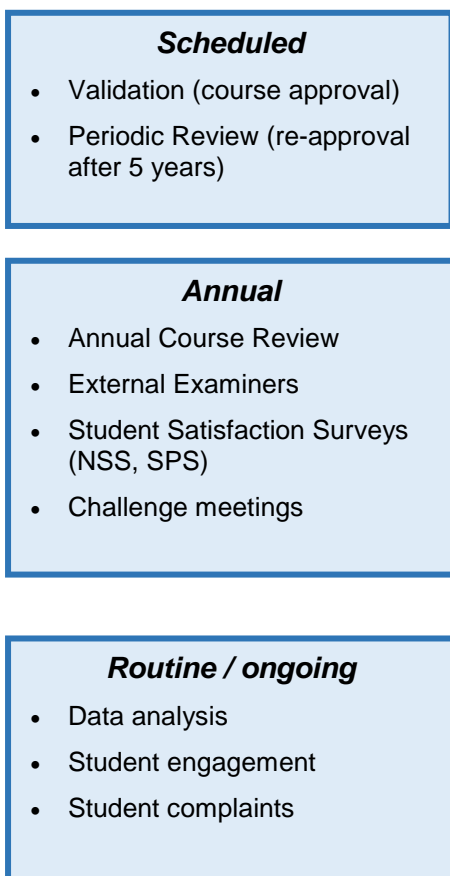 Scheduled
• Validation (course approval)
• Periodic Review (re-approval
after 5 years)
Annual
• Annual Course Review
• External Examiners
• Student Satisfaction Surveys
(NSS, SPS)
• Challenge meetings
Routine / ongoing
• Data analysis
• Student engagement
• Student complaints